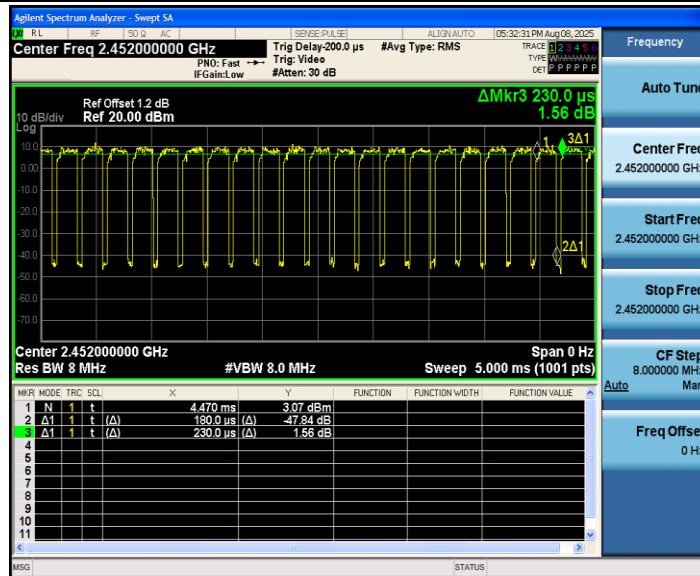 Agilent Spectrum Analyzer - Swept SA
RL RF 50 Ω AC SENSE:PULSE ALIGN AUTO 05:32:31 PM Aug 08, 2025
Center Freq 2.452000000 GHz
PNO: Fast
IFGain:Low
Trig Delay-200.0 µs
Trig: Video
#Atten: 30 dB
#Avg Type: RMS
TRACE 1 2 3 4 5 6
TYPE
DET P P P P P P
Ref Offset 1.2 dB
Ref 20.00 dBm
10 dB/div
Log
ΔMkr3 230.0 µs
1.56 dB
10.0
0.00
-10.0
-20.0
-30.0
-40.0
-50.0
-60.0
-70.0
1
3Δ1
2Δ1
Center 2.452000000 GHz
Span 0 Hz
Res BW 8 MHz
#VBW 8.0 MHz
Sweep 5.000 ms (1001 pts)
MKR MODE TRC SCL X Y FUNCTION FUNCTION WIDTH FUNCTION VALUE
1 N 1 t 4.470 ms 3.07 dBm
2 Δ1 1 t (Δ) 180.0 µs (Δ) -47.84 dB
3 Δ1 1 t (Δ) 230.0 µs (Δ) 1.56 dB
4
5
6
7
8
9
10
11
MSG
STATUS
Frequency
Auto Tune
Center Freq
2.452000000 GHz
Start Freq
2.452000000 GHz
Stop Freq
2.452000000 GHz
CF Step
8.000000 MHz
Auto Man
Freq Offset
0 Hz